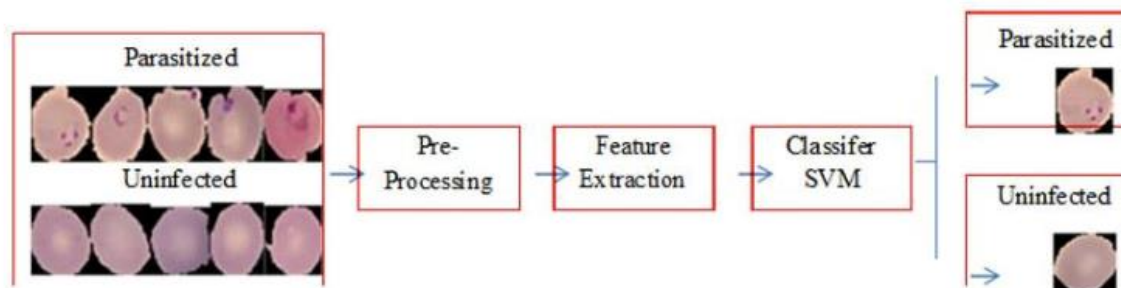 Parasitized
Uninfected
Pre-
Processing
Feature
Extraction
Classifer
SVM
Parasitized
Uninfected